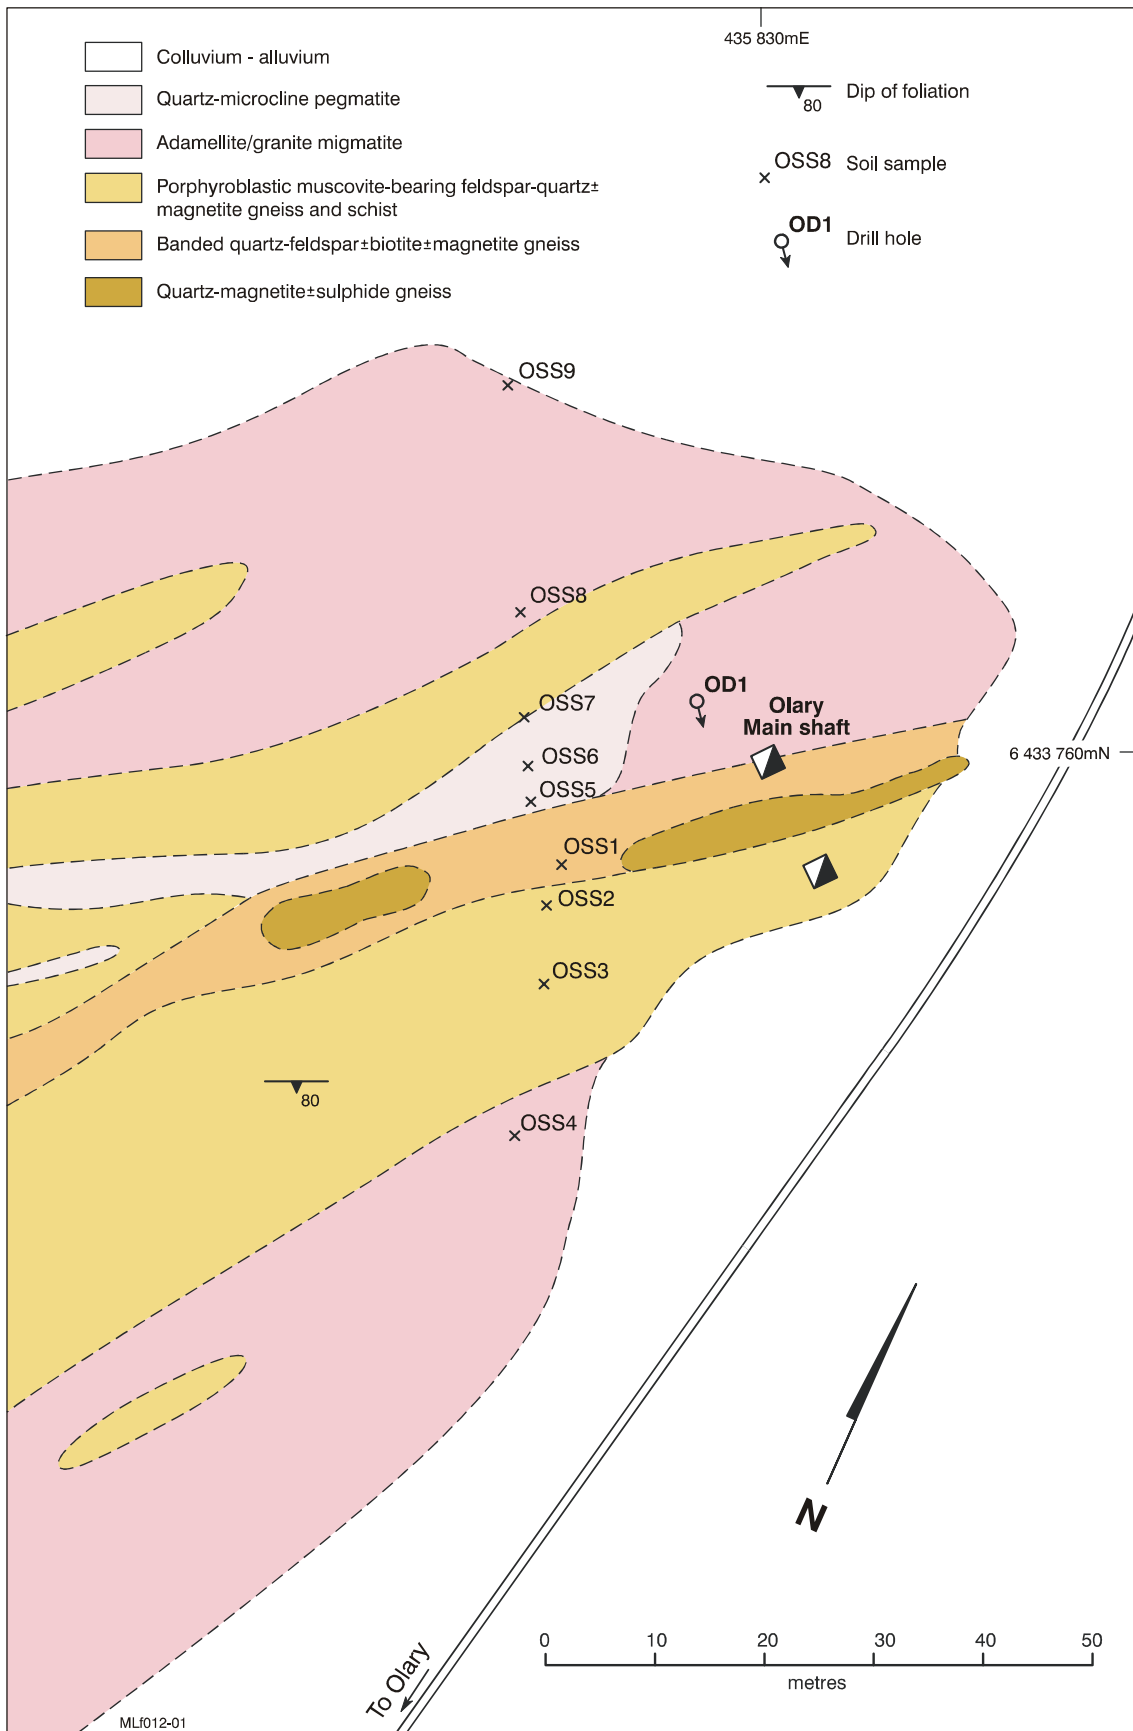 435 830mE
Colluvium - alluvium
Quartz-microcline pegmatite
Adamellite/granite migmatite
Porphyroblastic muscovite-bearing feldspar-quartz±
magnetite gneiss and schist
Banded quartz-feldspar±biotite±magnetite gneiss
Quartz-magnetite±sulphide gneiss
80
Dip of foliation
OSS8
Soil sample
OD1
Drill hole
OSS9
OSS8
OD1
OSS7
Olary
Main shaft
6 433 760mN
OSS6
OSS5
OSS1
OSS2
OSS3
80
OSS4
N
0 10 20 30 40 50
metres
To Olary
MLf012-01